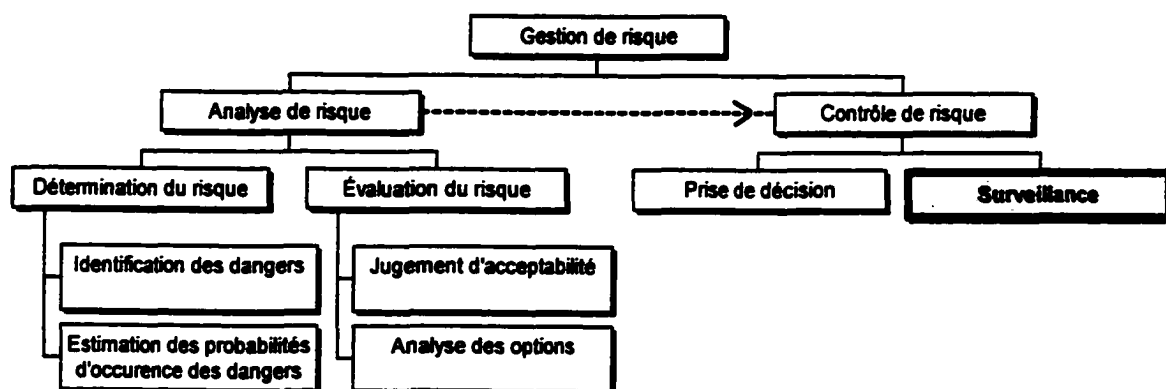 Gestion de risque
Analyse de risque
Contrôle de risque
Détermination du risque
Évaluation du risque
Prise de décision
Surveillance
Identification des dangers
Jugement d'acceptabilité
Estimation des probabilités
d'occurence des dangers
Analyse des options